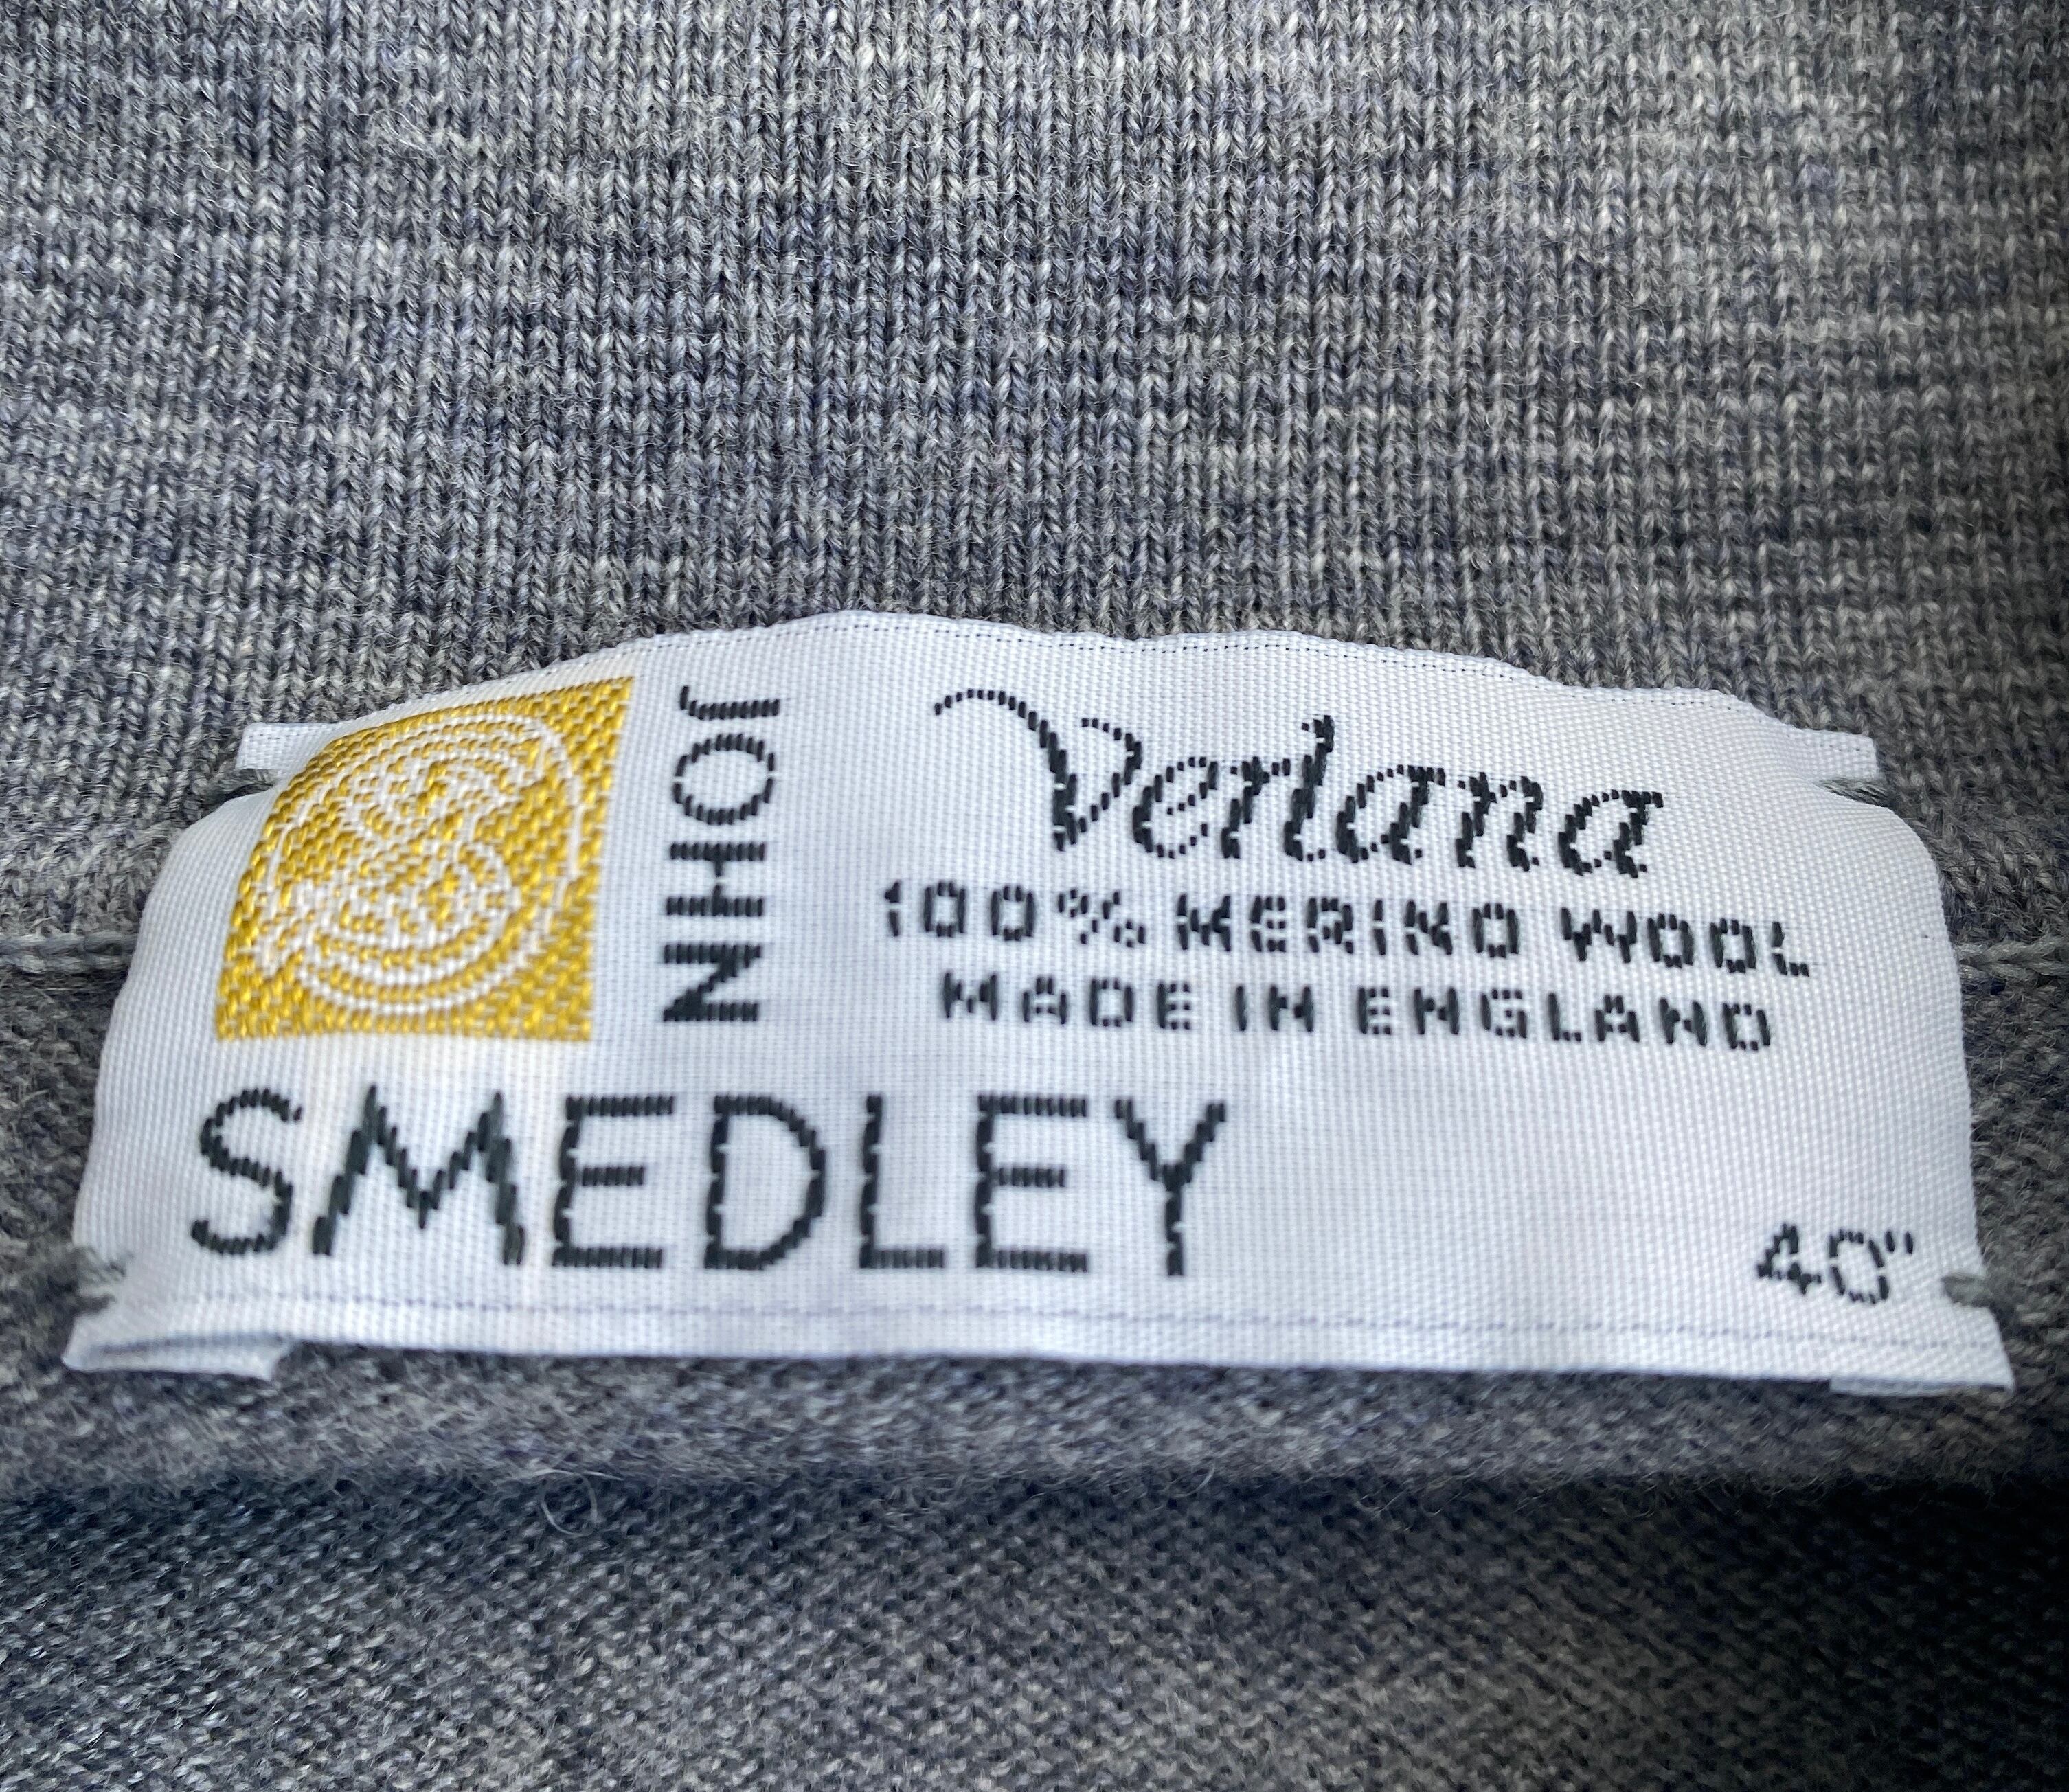 JOHN
SMEDLEY
Verlana
100% MERINO WOOL
MADE IN ENGLAND
40"